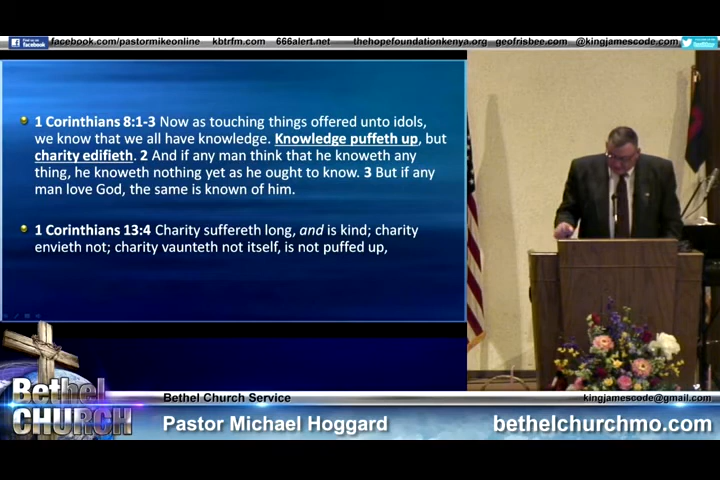 facebook.com/pastormikeonline kbtrfm.com 666alert.net thehopefoundationkenya.org geofrisbee.com @kingjamescode.com
1 Corinthians 8:1-3 Now as touching things offered unto idols,
we know that we all have knowledge. Knowledge puffeth up, but
charity edifieth. 2 And if any man think that he knoweth any
thing, he knoweth nothing yet as he ought to know. 3 But if any
man love God, the same is known of him.
1 Corinthians 13:4 Charity suffereth long, and is kind; charity
envieth not; charity vaunteth not itself, is not puffed up,
Bethel
CHURCH
Bethel Church Service
kingjamescode@gmail.com
Pastor Michael Hoggard
bethelchurchmo.com